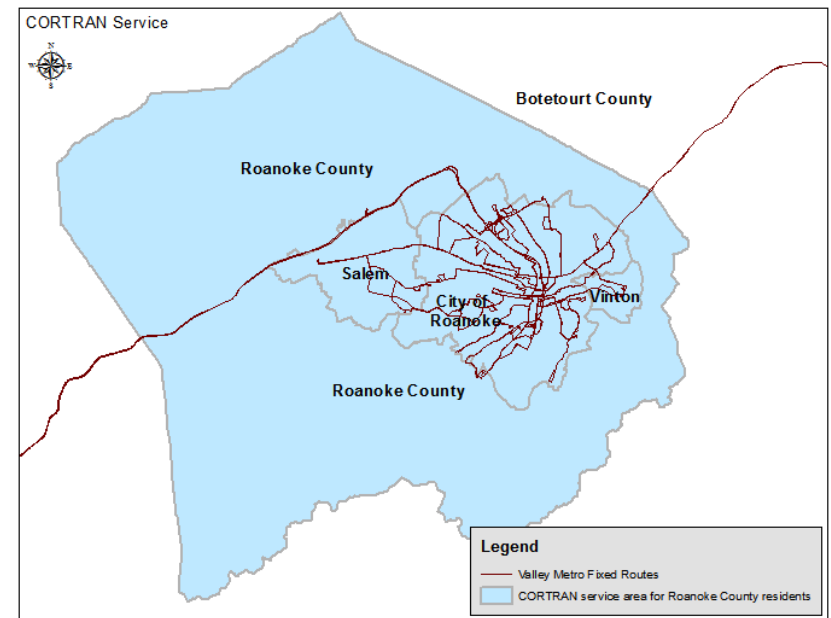 CORTRAN Service
N
W E
S
Botetourt County
Roanoke County
Salem
City of
Roanoke
Vinton
Roanoke County
Legend
Valley Metro Fixed Routes
CORTRAN service area for Roanoke County residents